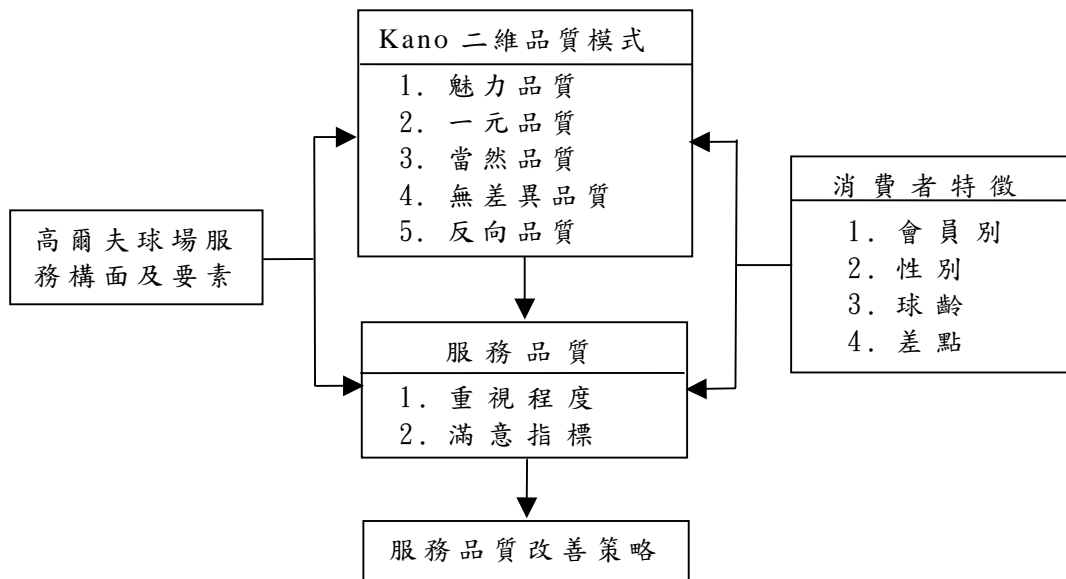 Kano 二維品質模式
1. 魅力品質
2. 一元品質
3. 當然品質
4. 無差異品質
5. 反向品質
高爾夫球場服
務構面及要素
消費者特徵
1. 會員別
2. 性別
3. 球齡
4. 差點
服務品質
1. 重視程度
2. 滿意指標
服務品質改善策略